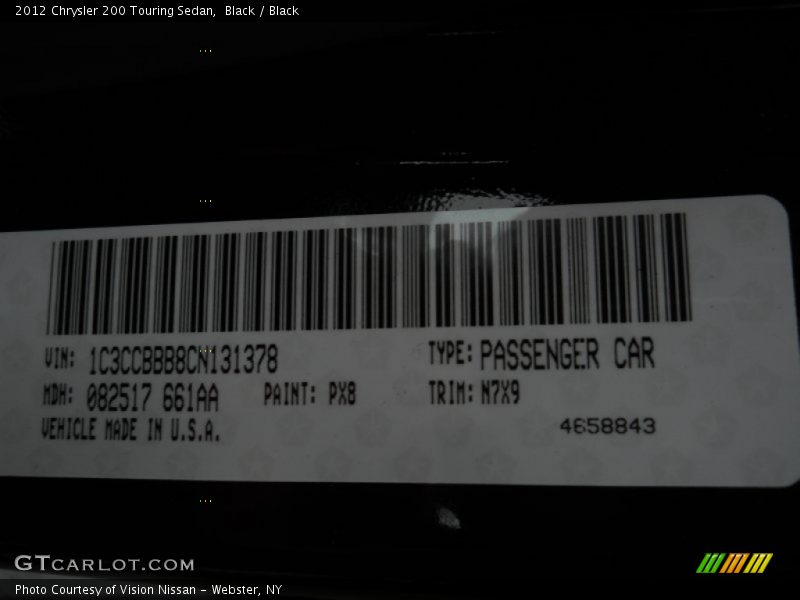 2012 Chrysler 200 Touring Sedan,  Black / Black
VIN: 1C3CCBBB8CN131378 TYPE: PASSENGER CAR
MDH: 082517 661AA PAINT: PX8 TRIM: N7X9
VEHICLE MADE IN U.S.A. 4658843
GTCARLOT.COM
Photo Courtesy of Vision Nissan - Webster, NY